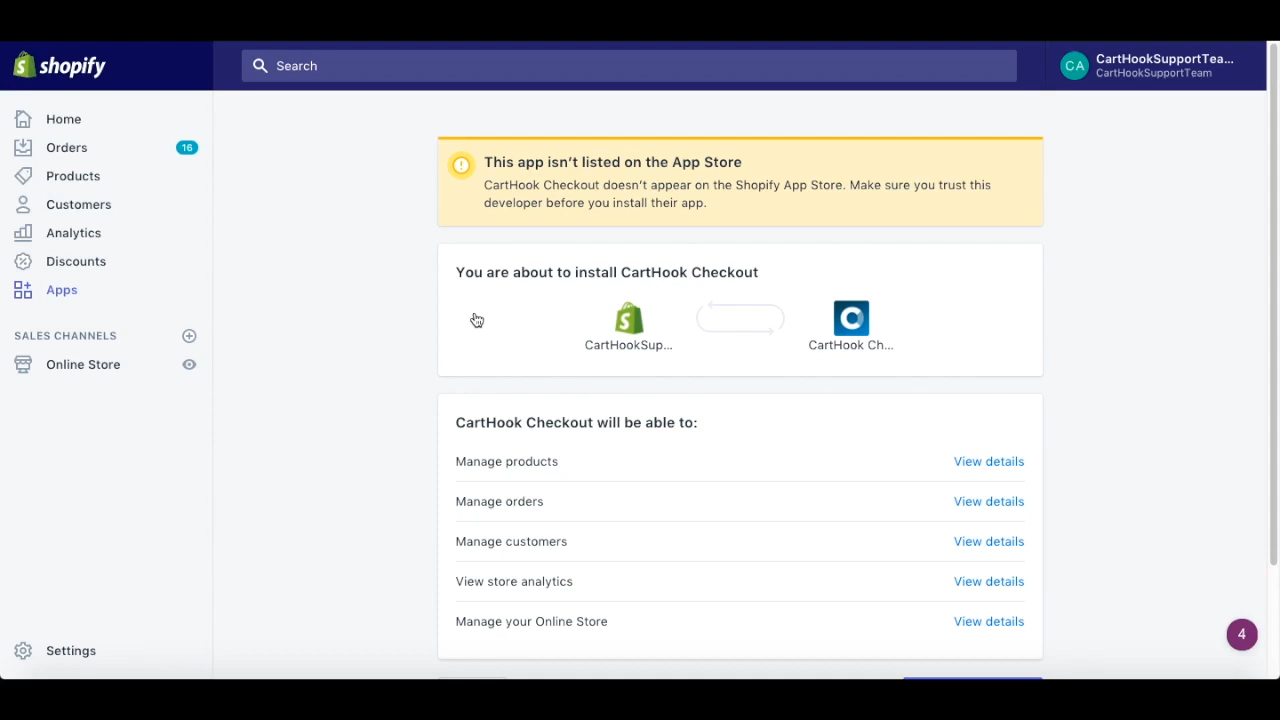 shopify
Search
CA
CartHookSupportTea...
CartHookSupportTeam
Home
Orders
16
Products
Customers
Analytics
Discounts
Apps
SALES CHANNELS
Online Store
Settings
This app isn't listed on the App Store
CartHook Checkout doesn't appear on the Shopify App Store. Make sure you trust this
developer before you install their app.
You are about to install CartHook Checkout
CartHookSup...
CartHook Ch...
CartHook Checkout will be able to:
Manage products View details
Manage orders View details
Manage customers View details
View store analytics View details
Manage your Online Store View details
4